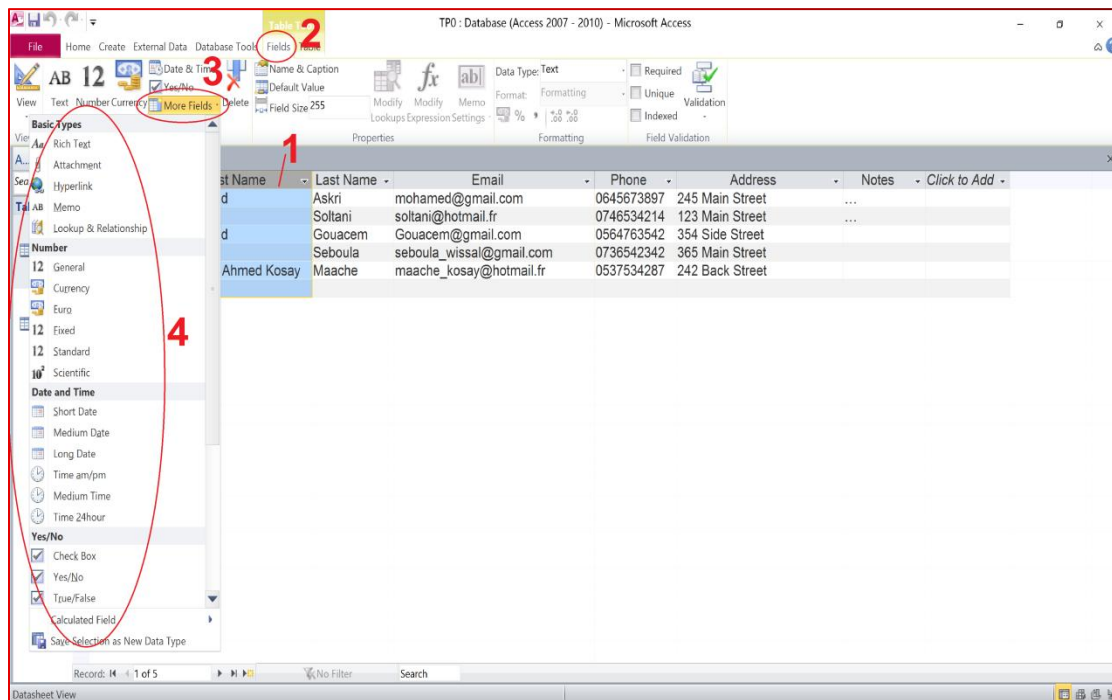 TP0 : Database (Access 2007 - 2010) - Microsoft Access
File Home Create External Data Database Tools Fields 2
AB 12 Date & Time 3 Name & Caption fx ab| Data Type: Text Required
Yes/No Default Value Format: Formatting Unique
View Text Number Currency More Fields Delete Field Size 255 Modify Modify Memo % , Indexed Validation
Lookups Expression Settings
Properties Formatting Field Validation
Basic Types
Aa Rich Text
Attachment
Hyperlink
AB Memo
Lookup & Relationship
Number
12 General
Currency
Euro
12 Fixed
12 Standard
10² Scientific
Date and Time
Short Date
Medium Date
Long Date
Time am/pm
Medium Time
Time 24hour
Yes/No
Check Box
Yes/No
True/False
Calculated Field
Save Selection as New Data Type
4
1
st Name Last Name Email Phone Address Notes Click to Add
d Askri mohamed@gmail.com 0645673897 245 Main Street ...
Soltani soltani@hotmail.fr 0746534214 123 Main Street ...
d Gouacem Gouacem@gmail.com 0564763542 354 Side Street
Seboula seboula_wissal@gmail.com 0736542342 365 Main Street
Ahmed Kosay Maache maache_kosay@hotmail.fr 0537534287 242 Back Street
Record: 1 of 5 No Filter Search
Datasheet View